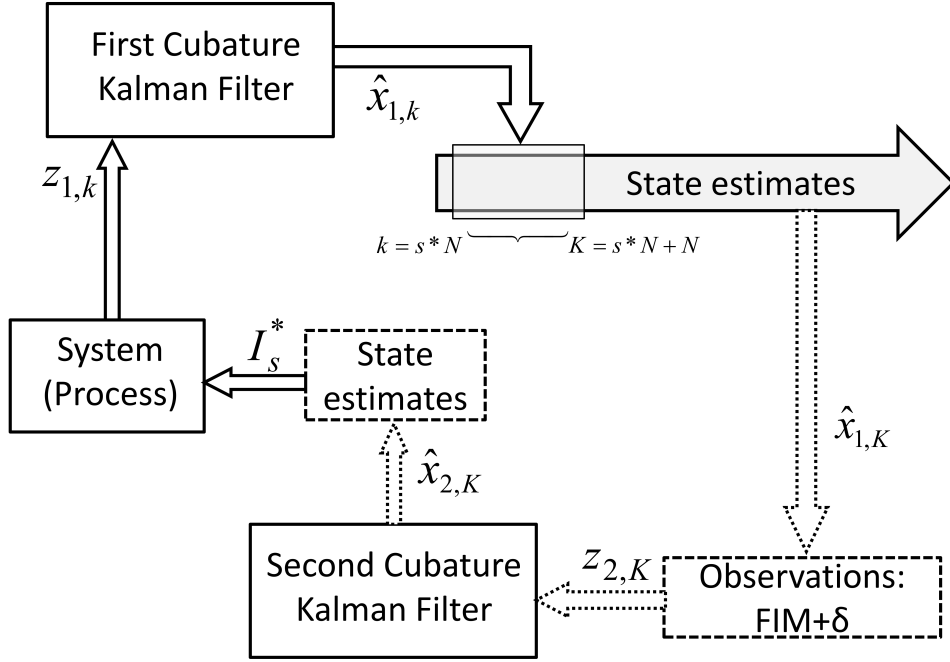 First Cubature
Kalman Filter
x̂₁,ₖ
z₁,ₖ
State estimates
k = s * N
K = s * N + N
System
(Process)
I*ₛ
State
estimates
x̂₁,K
x̂₂,K
Second Cubature
Kalman Filter
z₂,K
Observations:
FIM+δ